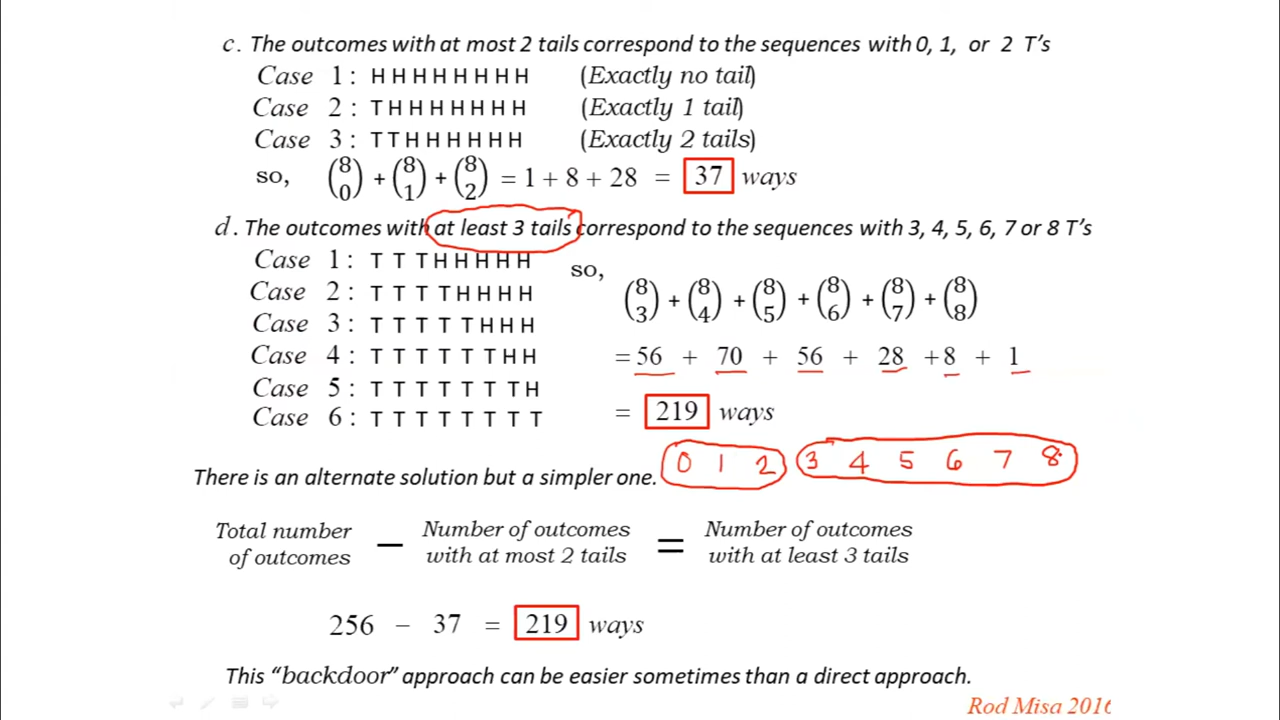 c. The outcomes with at most 2 tails correspond to the sequences with 0, 1, or 2 T's
Case 1 : H H H H H H H H (Exactly no tail)
Case 2 : T H H H H H H H (Exactly 1 tail)
Case 3 : T T H H H H H H (Exactly 2 tails)
so, (8 0) + (8 1) + (8 2) = 1 + 8 + 28 = 37 ways
d. The outcomes with at least 3 tails correspond to the sequences with 3, 4, 5, 6, 7 or 8 T's
Case 1 : T T T H H H H H
Case 2 : T T T T H H H H
Case 3 : T T T T T H H H
Case 4 : T T T T T T H H
Case 5 : T T T T T T T H
Case 6 : T T T T T T T T
so,
(8 3) + (8 4) + (8 5) + (8 6) + (8 7) + (8 8)
= 56 + 70 + 56 + 28 + 8 + 1
= 219 ways
0 1 2 3 4 5 6 7 8
There is an alternate solution but a simpler one.
Total number of outcomes − Number of outcomes with at most 2 tails = Number of outcomes with at least 3 tails
256 − 37 = 219 ways
This “backdoor” approach can be easier sometimes than a direct approach.
Rod Misa 2016